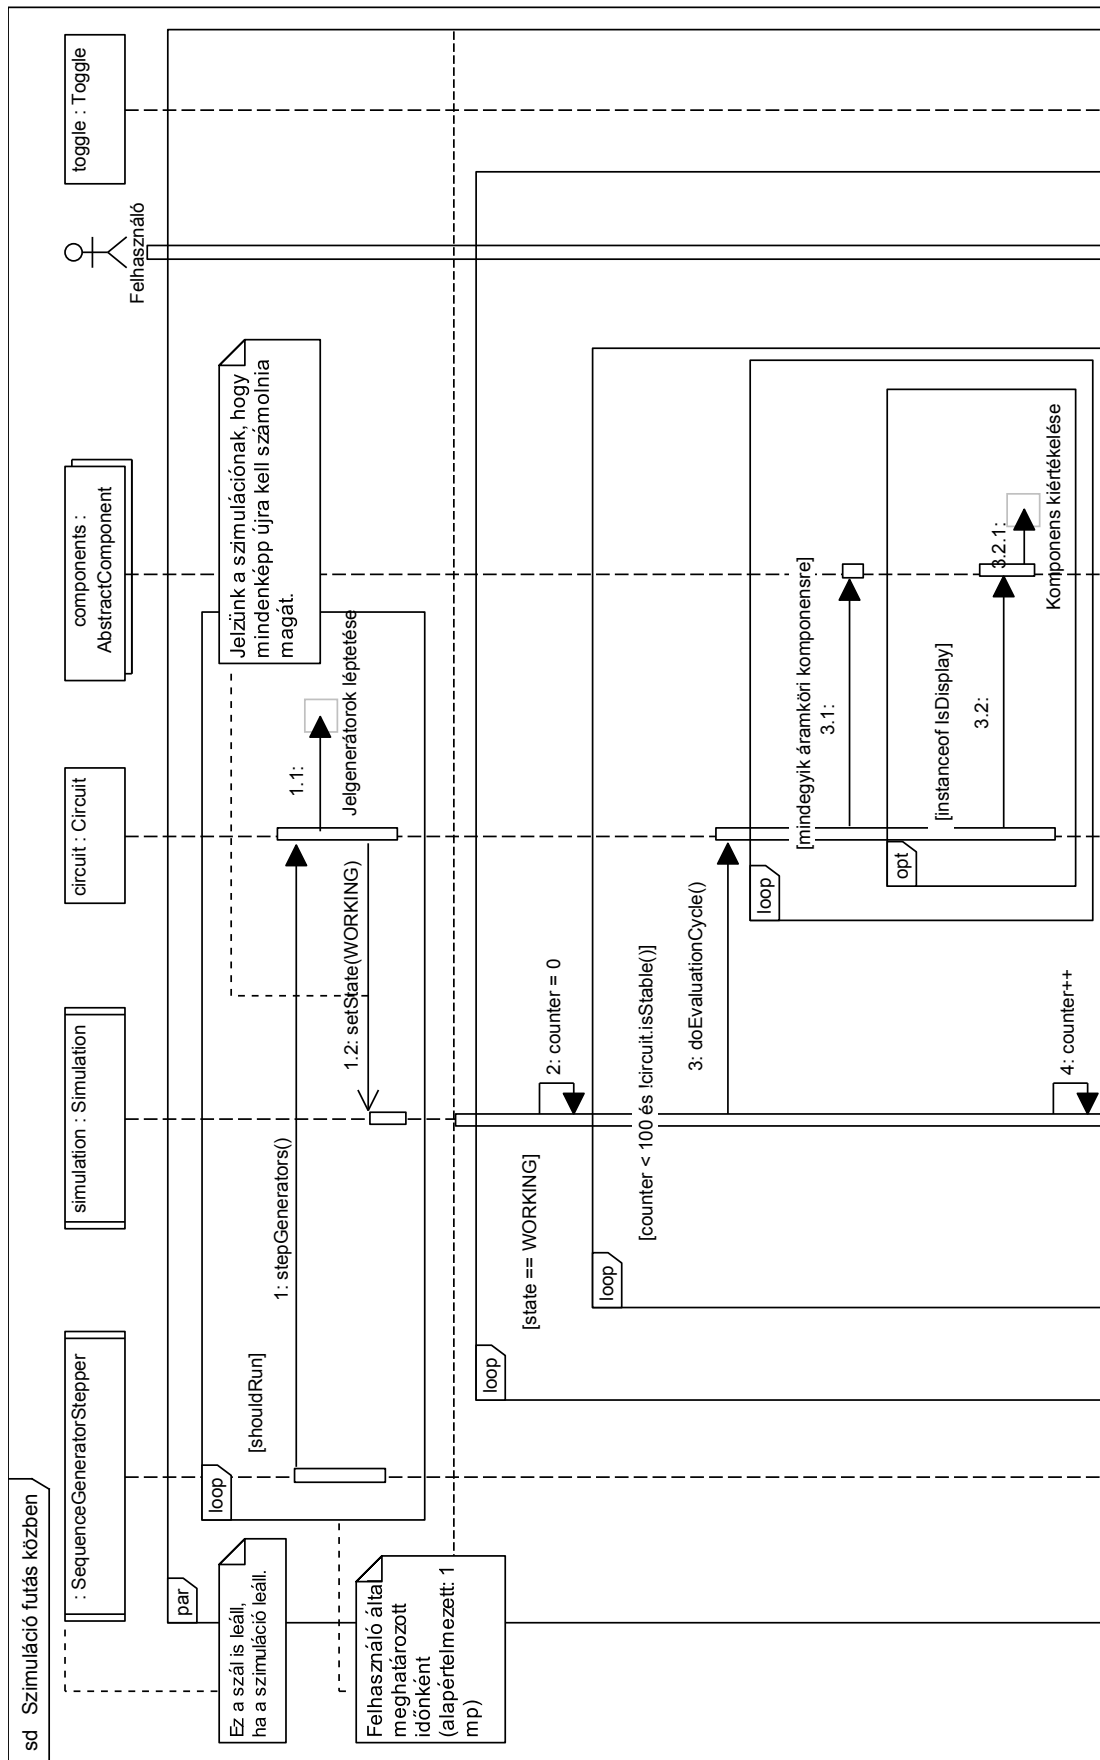 sd Szimuláció futás közben
: SequenceGeneratorStepper
simulation : Simulation
circuit : Circuit
components :
AbstractComponent
Felhasználó
toggle : Toggle
Ez a szál is leáll,
ha a szimuláció leáll.
par
loop
[shouldRun]
1: stepGenerators()
1.1:
Jelgenerátorok léptetése
1.2: setState(WORKING)
Jelzünk a szimulációnak, hogy
mindenképp újra kell számolnia
magát.
Felhasználó által
meghatározott
időnként
(alapértelmezett: 1
mp)
loop
[state == WORKING]
2: counter = 0
loop
[counter < 100 és !circuit.isStable()]
3: doEvaluationCycle()
loop
[mindegyik áramköri komponensre]
3.1:
opt
[instanceof IsDisplay]
3.2:
3.2.1:
Komponens kiértékelése
4: counter++